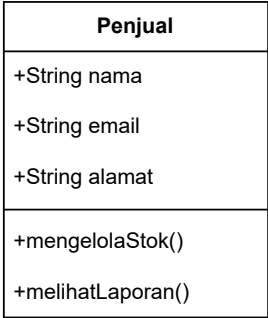 Penjual
+String nama
+String email
+String alamat
+mengelolaStok()
+melihatLaporan()